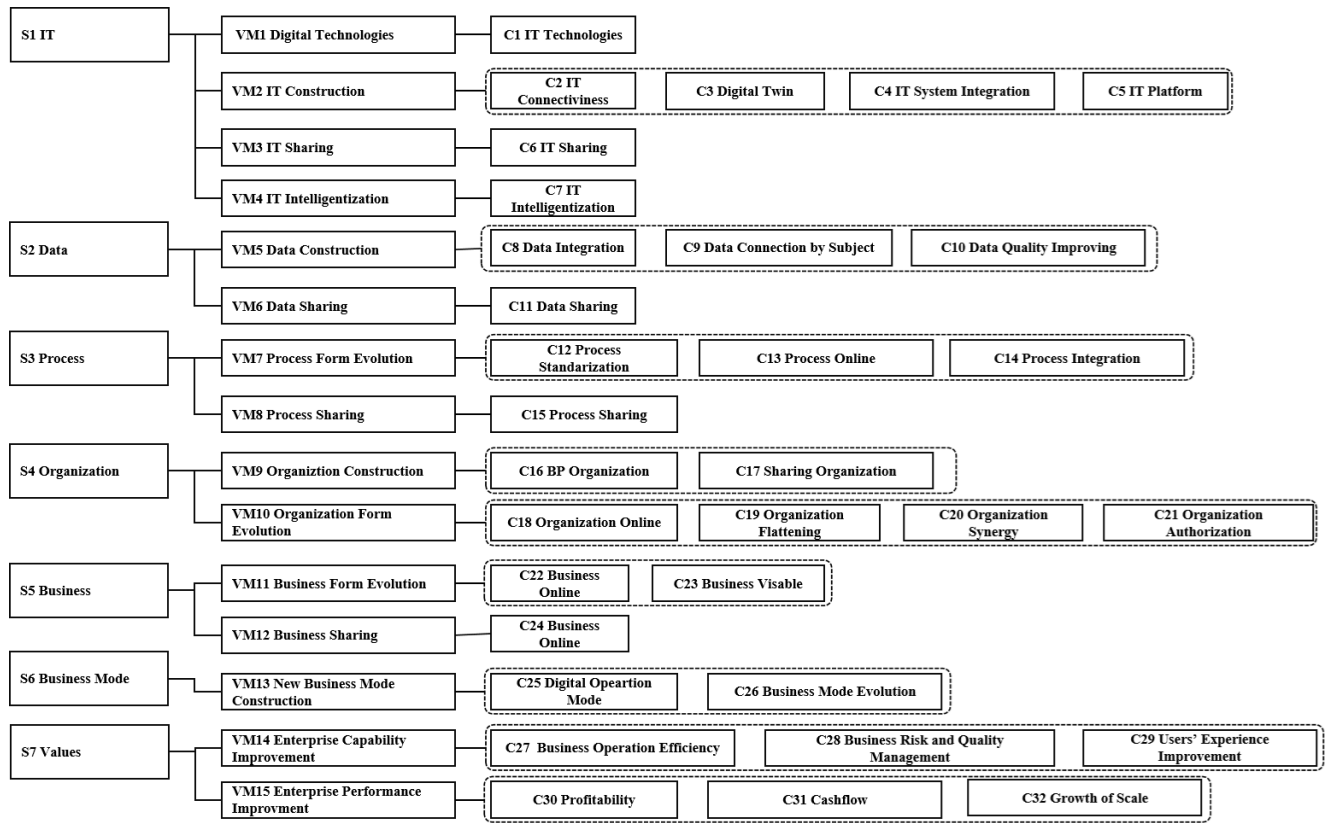 S1 IT
VM1 Digital Technologies
C1 IT Technologies
VM2 IT Construction
C2 IT
Connectiviness
C3 Digital Twin
C4 IT System Integration
C5 IT Platform
VM3 IT Sharing
C6 IT Sharing
VM4 IT Intelligentization
C7 IT
Intelligentization
S2 Data
VM5 Data Construction
C8 Data Integration
C9 Data Connection by Subject
C10 Data Quality Improving
VM6 Data Sharing
C11 Data Sharing
S3 Process
VM7 Process Form Evolution
C12 Process
Standarization
C13 Process Online
C14 Process Integration
VM8 Process Sharing
C15 Process Sharing
S4 Organization
VM9 Organiztion Construction
C16 BP Organization
C17 Sharing Organization
VM10 Organization Form
Evolution
C18 Organization Online
C19 Organization
Flattening
C20 Organization
Synergy
C21 Organization
Authorization
S5 Business
VM11 Business Form Evolution
C22 Business
Online
C23 Business Visable
VM12 Business Sharing
C24 Business
Online
S6 Business Mode
VM13 New Business Mode
Construction
C25 Digital Opeartion
Mode
C26 Business Mode Evolution
S7 Values
VM14 Enterprise Capability
Improvement
C27 Business Operation Efficiency
C28 Business Risk and Quality
Management
C29 Users’ Experience
Improvement
VM15 Enterprise Performance
Improvment
C30 Profitability
C31 Cashflow
C32 Growth of Scale